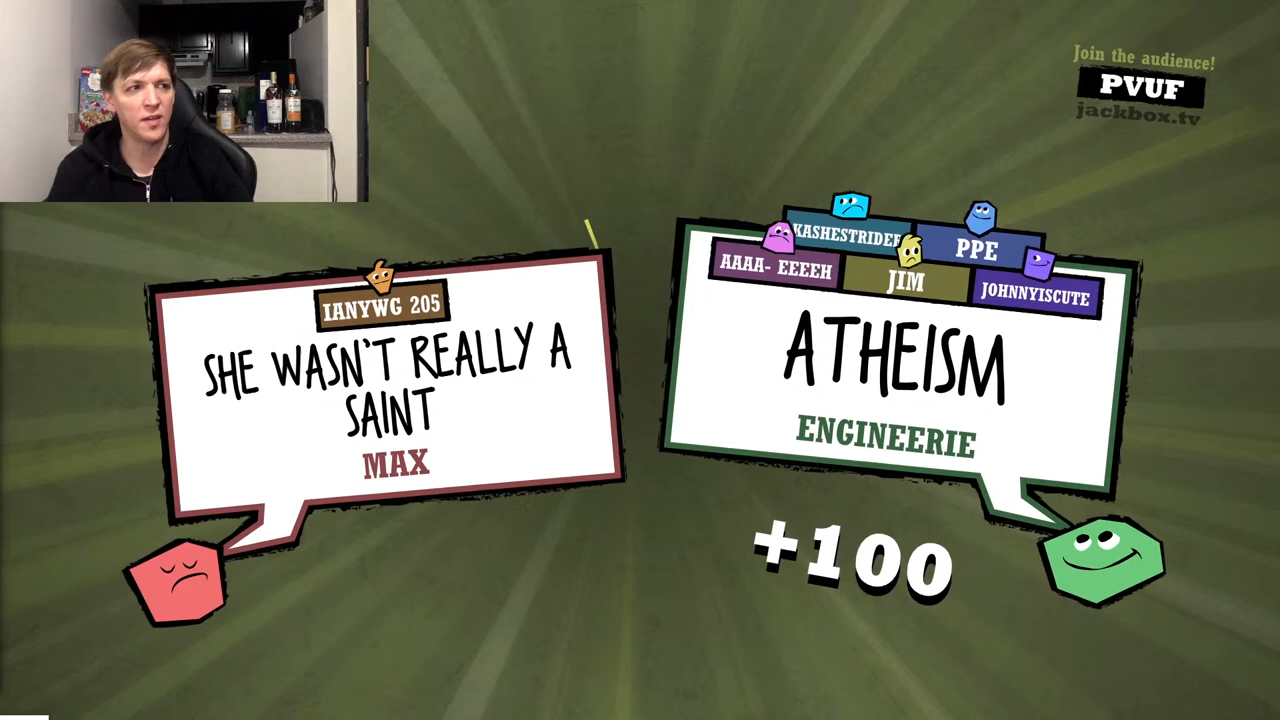 Join the audience!
PVUF
jackbox.tv
IANYWG 205
SHE WASN'T REALLY A
SAINT
MAX
KASHESTRIDER
PPE
AAAA- EEEEH
JIM
JOHNNYISCUTE
ATHEISM
ENGINEERIE
+100